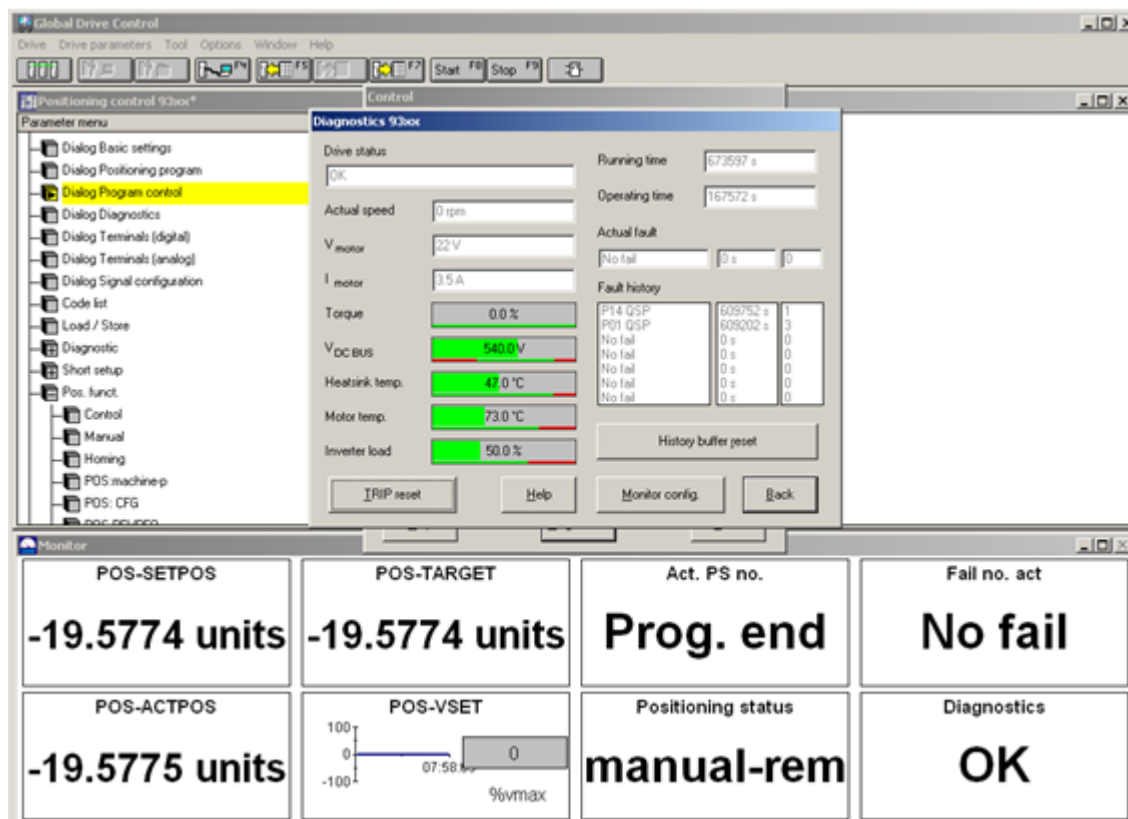 Global Drive Control
Drive Drive parameters Tool Options Window Help
F4 F5 F7 Start F8 Stop F9
Positioning control 93xx*
Parameter menu
Dialog Basic settings
Dialog Positioning program
Dialog Program control
Dialog Diagnostics
Dialog Terminals (digital)
Dialog Terminals (analog)
Dialog Signal configuration
Code list
Load / Store
Diagnostic
Short setup
Pos. funct.
Control
Manual
Homing
POS:machine-p
POS: CFG
Control
Diagnostics 93xx
Drive status
OK
Actual speed 0 rpm
V motor 22 V
I motor 3.5 A
Torque 0.0 %
V DC BUS 540.0 V
Heatsink temp. 47.0 °C
Motor temp. 73.0 °C
Inverter load 50.0 %
Running time 673597 s
Operating time 167572 s
Actual fault
No fail 0 s 0
Fault history
P14 QSP 609752 s 1
P01 QSP 609202 s 3
No fail 0 s 0
No fail 0 s 0
No fail 0 s 0
No fail 0 s 0
No fail 0 s 0
History buffer reset
TRIP reset Help Monitor config. Back
Monitor
POS-SETPOS
-19.5774 units
POS-TARGET
-19.5774 units
Act. PS no.
Prog. end
Fail no. act
No fail
POS-ACTPOS
-19.5775 units
POS-VSET
100
0
-100
0
%vmax
Positioning status
manual-rem
Diagnostics
OK